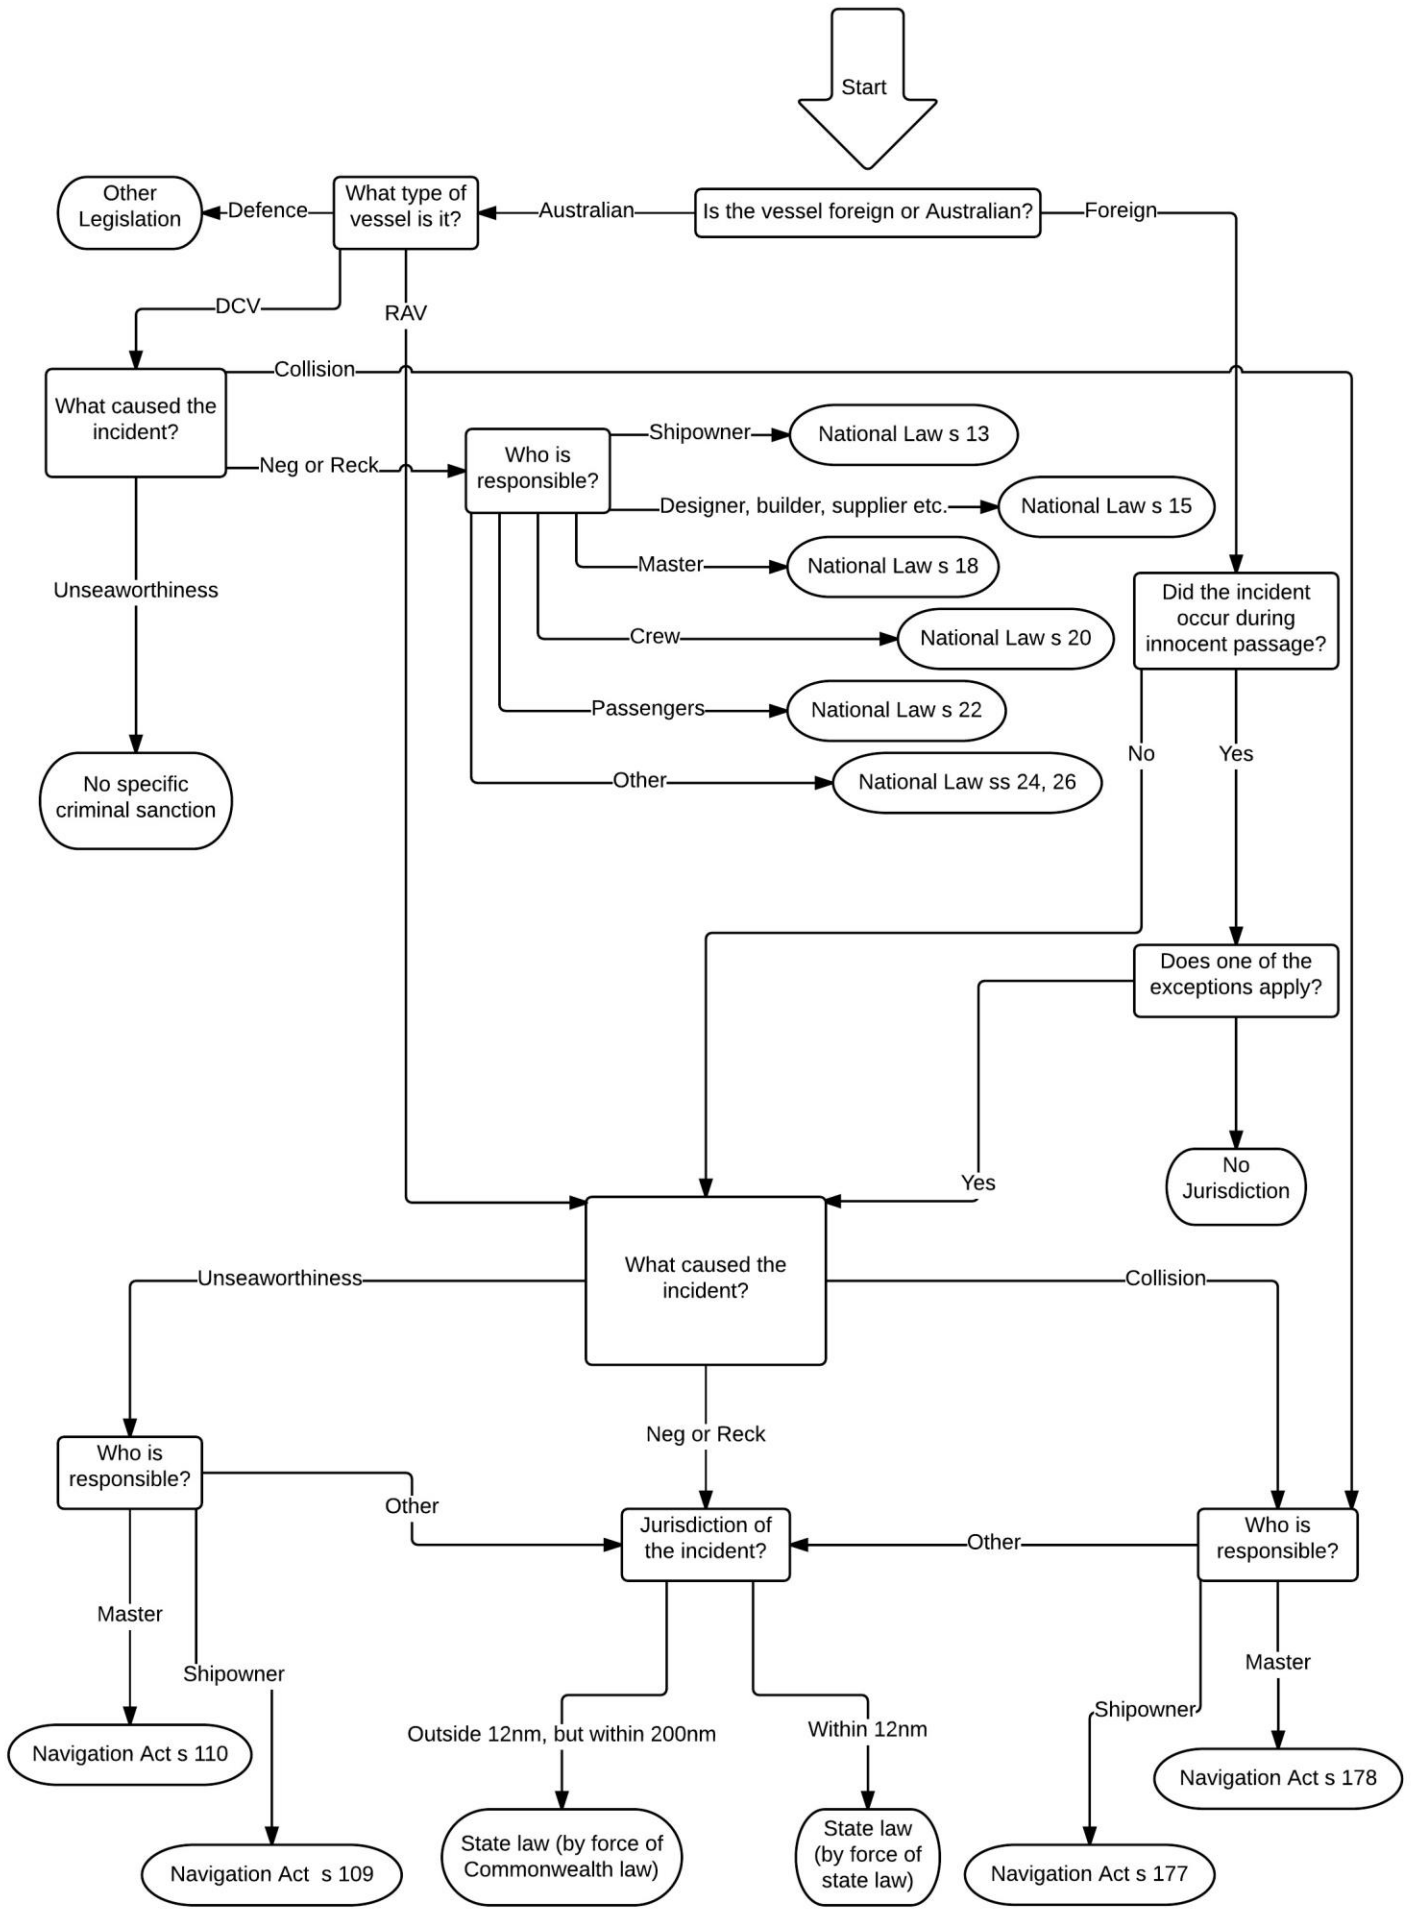 Start
Other
Legislation
Defence
What type of
vessel is it?
Australian
Is the vessel foreign or Australian?
Foreign
DCV
RAV
Collision
What caused the
incident?
Neg or Reck
Who is
responsible?
Shipowner
National Law s 13
Designer, builder, supplier etc.
National Law s 15
Master
National Law s 18
Crew
National Law s 20
Passengers
National Law s 22
Other
National Law ss 24, 26
Unseaworthiness
No specific
criminal sanction
Did the incident
occur during
innocent passage?
No
Yes
Does one of the
exceptions apply?
Yes
No
Jurisdiction
What caused the
incident?
Unseaworthiness
Collision
Neg or Reck
Who is
responsible?
Other
Jurisdiction of
the incident?
Other
Who is
responsible?
Master
Shipowner
Navigation Act s 110
Navigation Act  s 109
Outside 12nm, but within 200nm
Within 12nm
State law (by force of
Commonwealth law)
State law
(by force of
state law)
Shipowner
Master
Navigation Act s 178
Navigation Act s 177